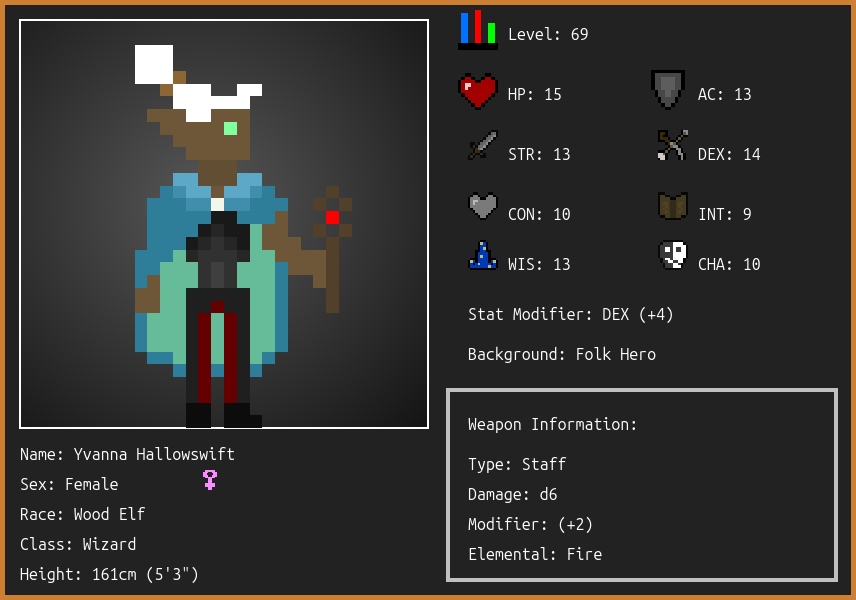 Level: 69
HP: 15
AC: 13
STR: 13
DEX: 14
CON: 10
INT: 9
WIS: 13
CHA: 10
Stat Modifier: DEX (+4)
Background: Folk Hero
Weapon Information:
Type: Staff
Damage: d6
Modifier: (+2)
Elemental: Fire
Name: Yvanna Hallowswift
Sex: Female
Race: Wood Elf
Class: Wizard
Height: 161cm (5'3")